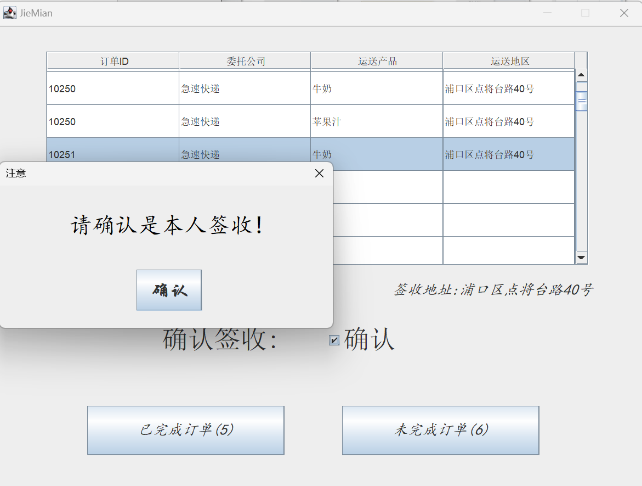 JieMian
订单ID 委托公司 运送产品 运送地区
10250 急速快递 牛奶 浦口区点将台路40号
10250 急速快递 苹果汁 浦口区点将台路40号
10251 急速快递 牛奶 浦口区点将台路40号
注意
请确认是本人签收!
确认
签收地址:浦口区点将台路40号
确认签收: 确认
已完成订单(5) 未完成订单(6)